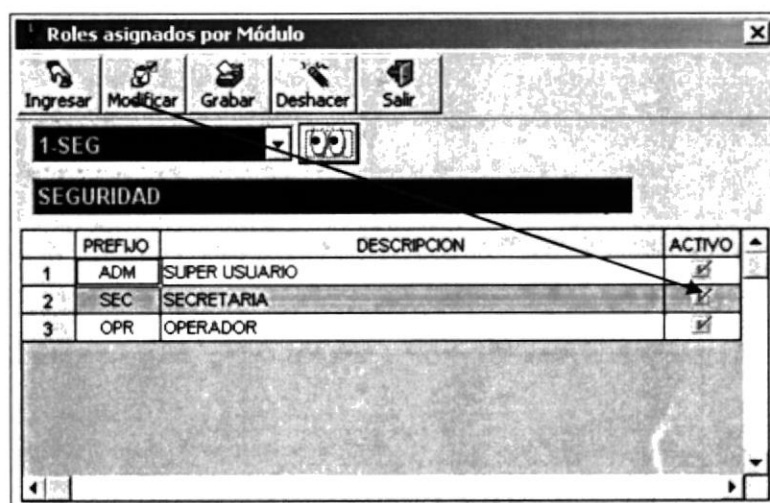 Roles asignados por Módulo
Ingresar Modificar Grabar Deshacer Salir
1-SEG
SEGURIDAD
PREFIJO DESCRIPCION ACTIVO
1 ADM SUPER USUARIO
2 SEC SECRETARIA
3 OPR OPERADOR